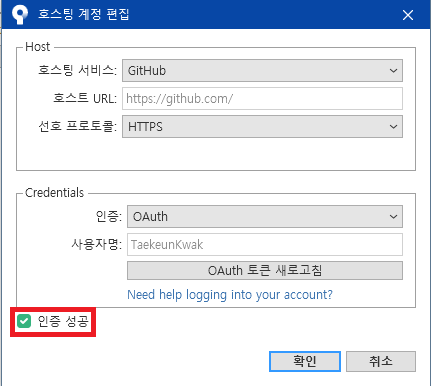 호스팅 계정 편집
Host
호스팅 서비스: GitHub
호스트 URL: https://github.com/
선호 프로토콜: HTTPS
Credentials
인증: OAuth
사용자명: TaekeunKwak
OAuth 토큰 새로고침
Need help logging into your account?
인증 성공
확인 취소